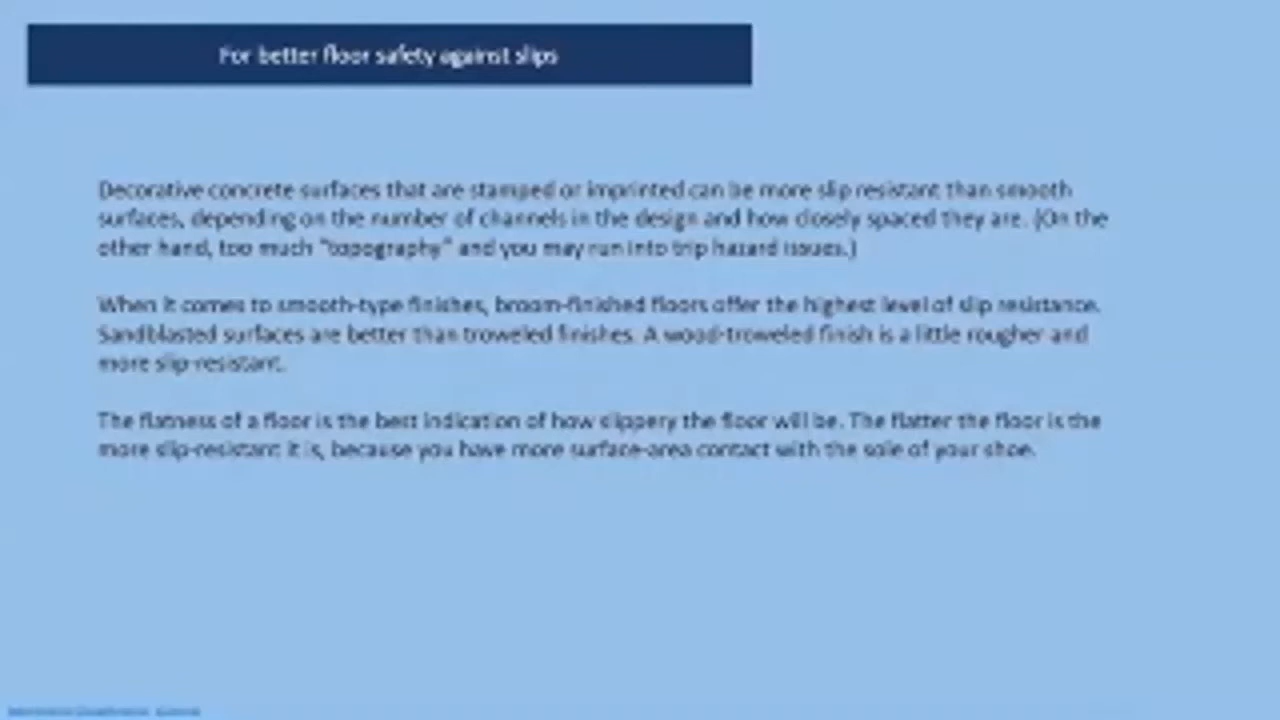 For better floor safety against slips
Decorative concrete surfaces that are stamped or imprinted can be more slip resistant than smooth
surfaces, depending on the number of channels in the design and how closely spaced they are. (On the
other hand, too much "topography" and you may run into trip hazard issues.)
When it comes to smooth-type finishes, broom-finished floors offer the highest level of slip resistance.
Sandblasted surfaces are better than troweled finishes. A wood-troweled finish is a little rougher and
more slip-resistant.
The flatness of a floor is the best indication of how slippery the floor will be. The flatter the floor is the
more slip-resistant it is, because you have more surface-area contact with the sole of your shoe.